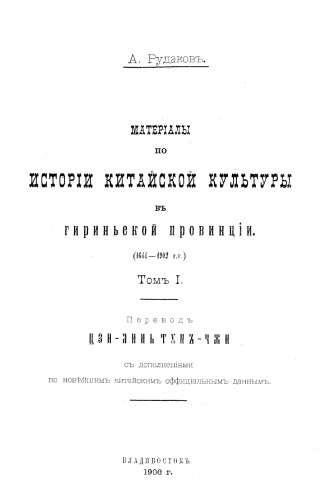 А. Рудаковъ.
МАТЕРІАЛЫ
ПО
ИСТОРІИ КИТАЙСКОЙ КУЛЬТУРЫ
ВЪ
ГИРИНЬСКОЙ ПРОВИНЦІИ.
(1644—1902 г.г.)
Томъ I.
Переводъ
ЦЗИ-ЛИНЬ ТУНЪ-ЧЖИ
съ дополненіями
по новѣйшимъ китайскимъ оффиціальнымъ даннымъ.
ВЛАДИВОСТОКЪ.
1903 г.